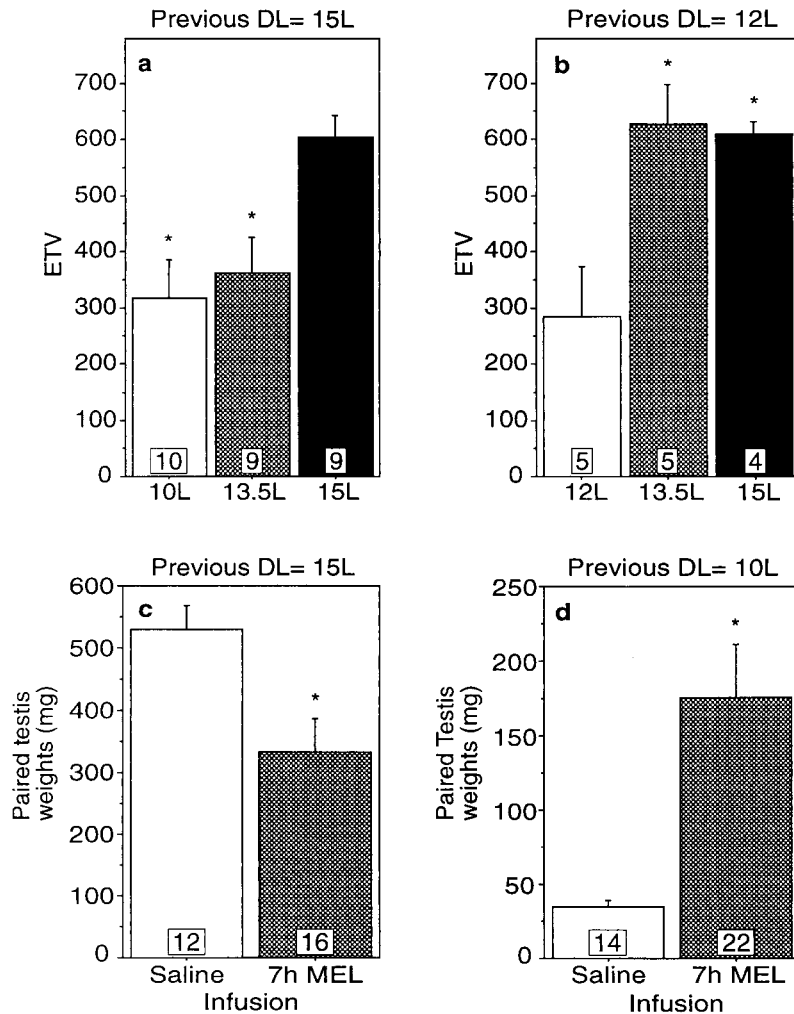 Previous DL= 15L
a
700
600
500
400
300
200
100
0
ETV
*
*
10
9
9
10L
13.5L
15L
Previous DL= 12L
b
700
600
500
400
300
200
100
0
ETV
*
*
5
5
4
12L
13.5L
15L
Previous DL= 15L
c
600
500
400
300
200
100
0
Paired testis
weights (mg)
*
12
16
Saline
7h MEL
Infusion
Previous DL= 10L
d
250
200
150
100
50
0
Paired Testis
weights (mg)
*
14
22
Saline
7h MEL
Infusion